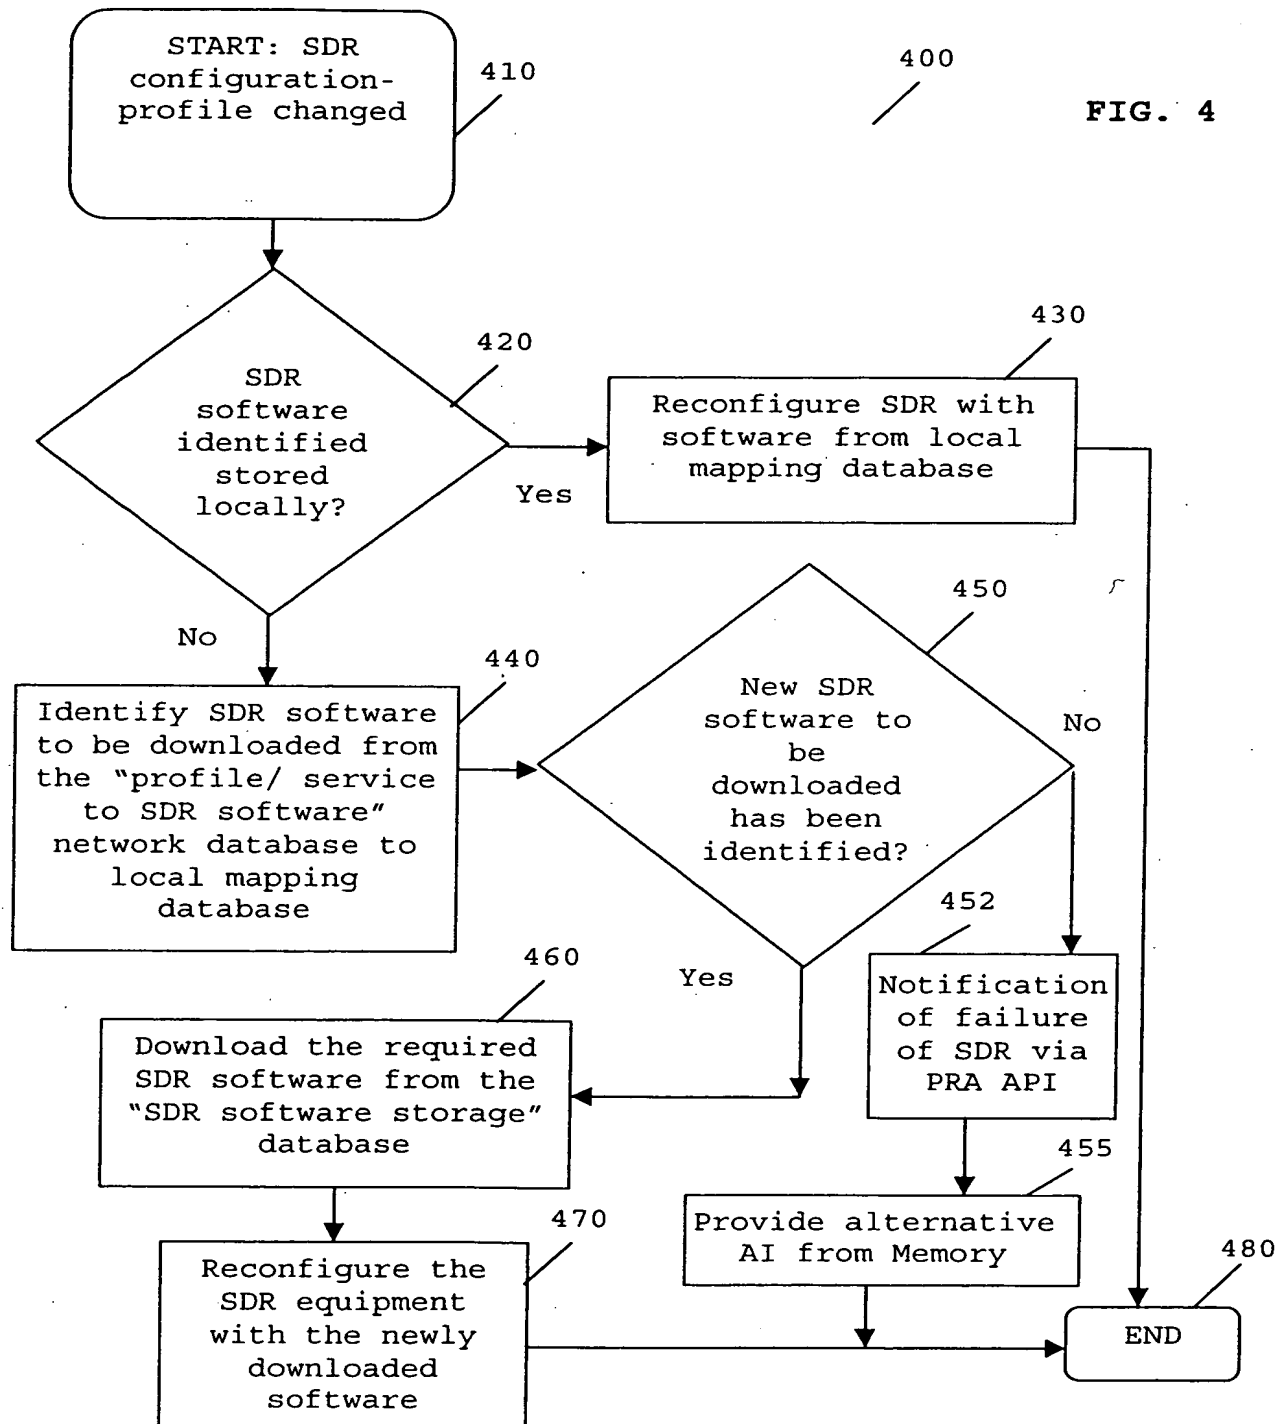 START: SDR
configuration-
profile changed
410
400
FIG. 4
420
SDR
software
identified
stored
locally?
Yes
No
430
Reconfigure SDR with
software from local
mapping database
440
Identify SDR software
to be downloaded from
the “profile/ service
to SDR software”
network database to
local mapping
database
450
New SDR
software to
be
downloaded
has been
identified?
No
Yes
452
Notification
of failure
of SDR via
PRA API
460
Download the required
SDR software from the
“SDR software storage”
database
455
Provide alternative
AI from Memory
470
Reconfigure the
SDR equipment
with the newly
downloaded
software
480
END